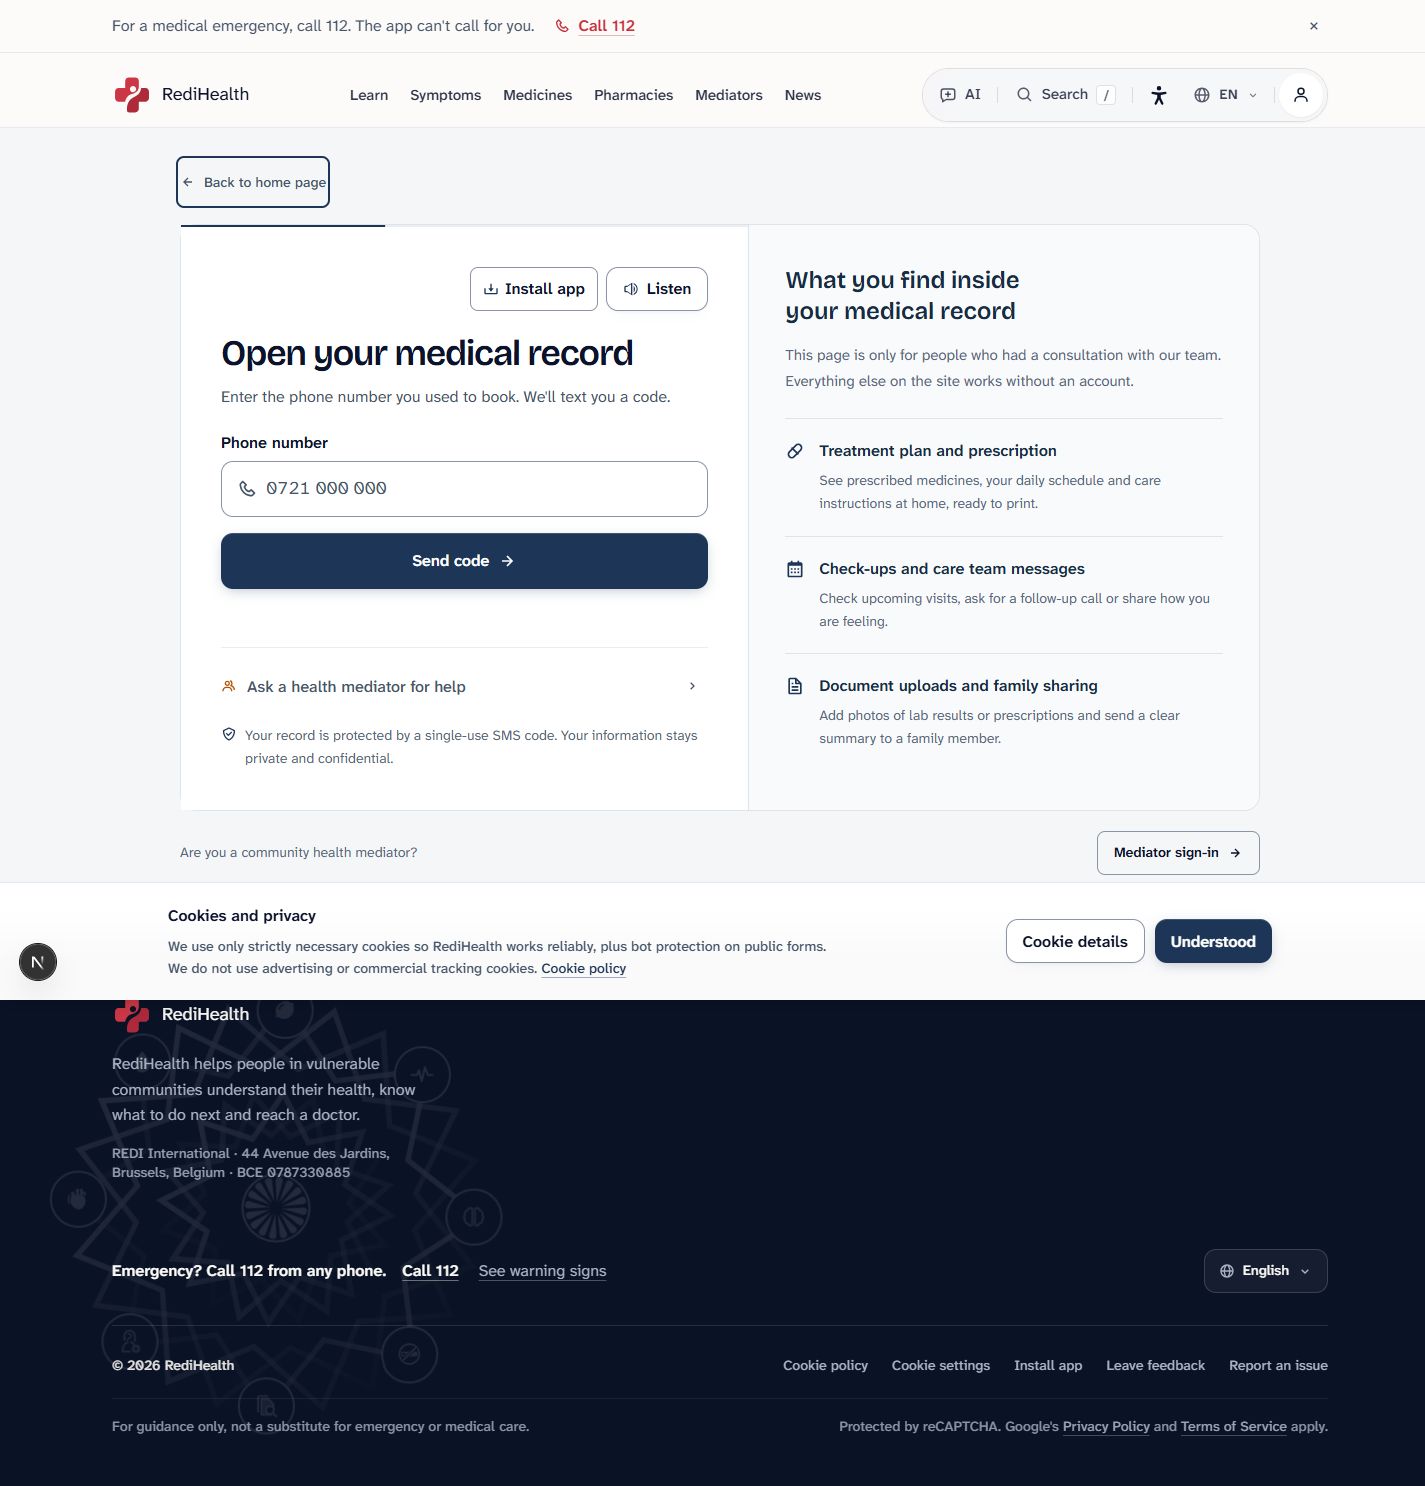 For a medical emergency, call 112. The app can't call for you. Call 112 ×
RediHealth
Learn Symptoms Medicines Pharmacies Mediators News
AI Search / EN
← Back to home page
Install app Listen
Open your medical record
Enter the phone number you used to book. We'll text you a code.
Phone number
0721 000 000
Send code →
Ask a health mediator for help
Your record is protected by a single-use SMS code. Your information stays
private and confidential.
What you find inside
your medical record
This page is only for people who had a consultation with our team.
Everything else on the site works without an account.
Treatment plan and prescription
See prescribed medicines, your daily schedule and care
instructions at home, ready to print.
Check-ups and care team messages
Check upcoming visits, ask for a follow-up call or share how you
are feeling.
Document uploads and family sharing
Add photos of lab results or prescriptions and send a clear
summary to a family member.
Are you a community health mediator?
Mediator sign-in →
Cookies and privacy
We use only strictly necessary cookies so RediHealth works reliably, plus bot protection on public forms.
We do not use advertising or commercial tracking cookies. Cookie policy
Cookie details Understood
N
RediHealth
RediHealth helps people in vulnerable
communities understand their health, know
what to do next and reach a doctor.
REDI International · 44 Avenue des Jardins,
Brussels, Belgium · BCE 0787330885
Emergency? Call 112 from any phone. Call 112 See warning signs
English
© 2026 RediHealth
Cookie policy Cookie settings Install app Leave feedback Report an issue
For guidance only, not a substitute for emergency or medical care.
Protected by reCAPTCHA. Google's Privacy Policy and Terms of Service apply.